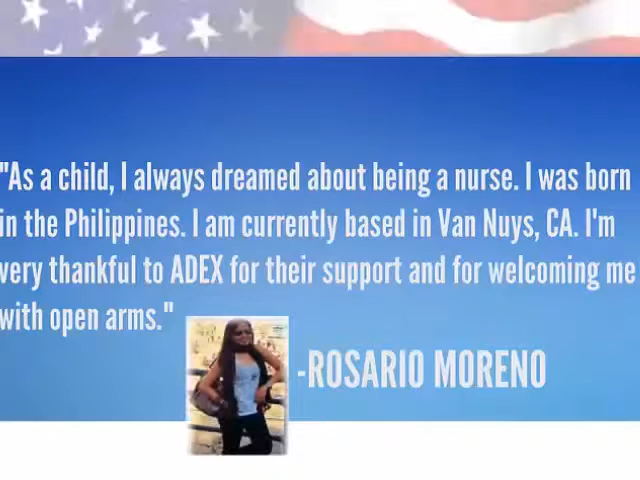 "As a child, I always dreamed about being a nurse. I was born
in the Philippines. I am currently based in Van Nuys, CA. I'm
very thankful to ADEX for their support and for welcoming me
with open arms."
-ROSARIO MORENO